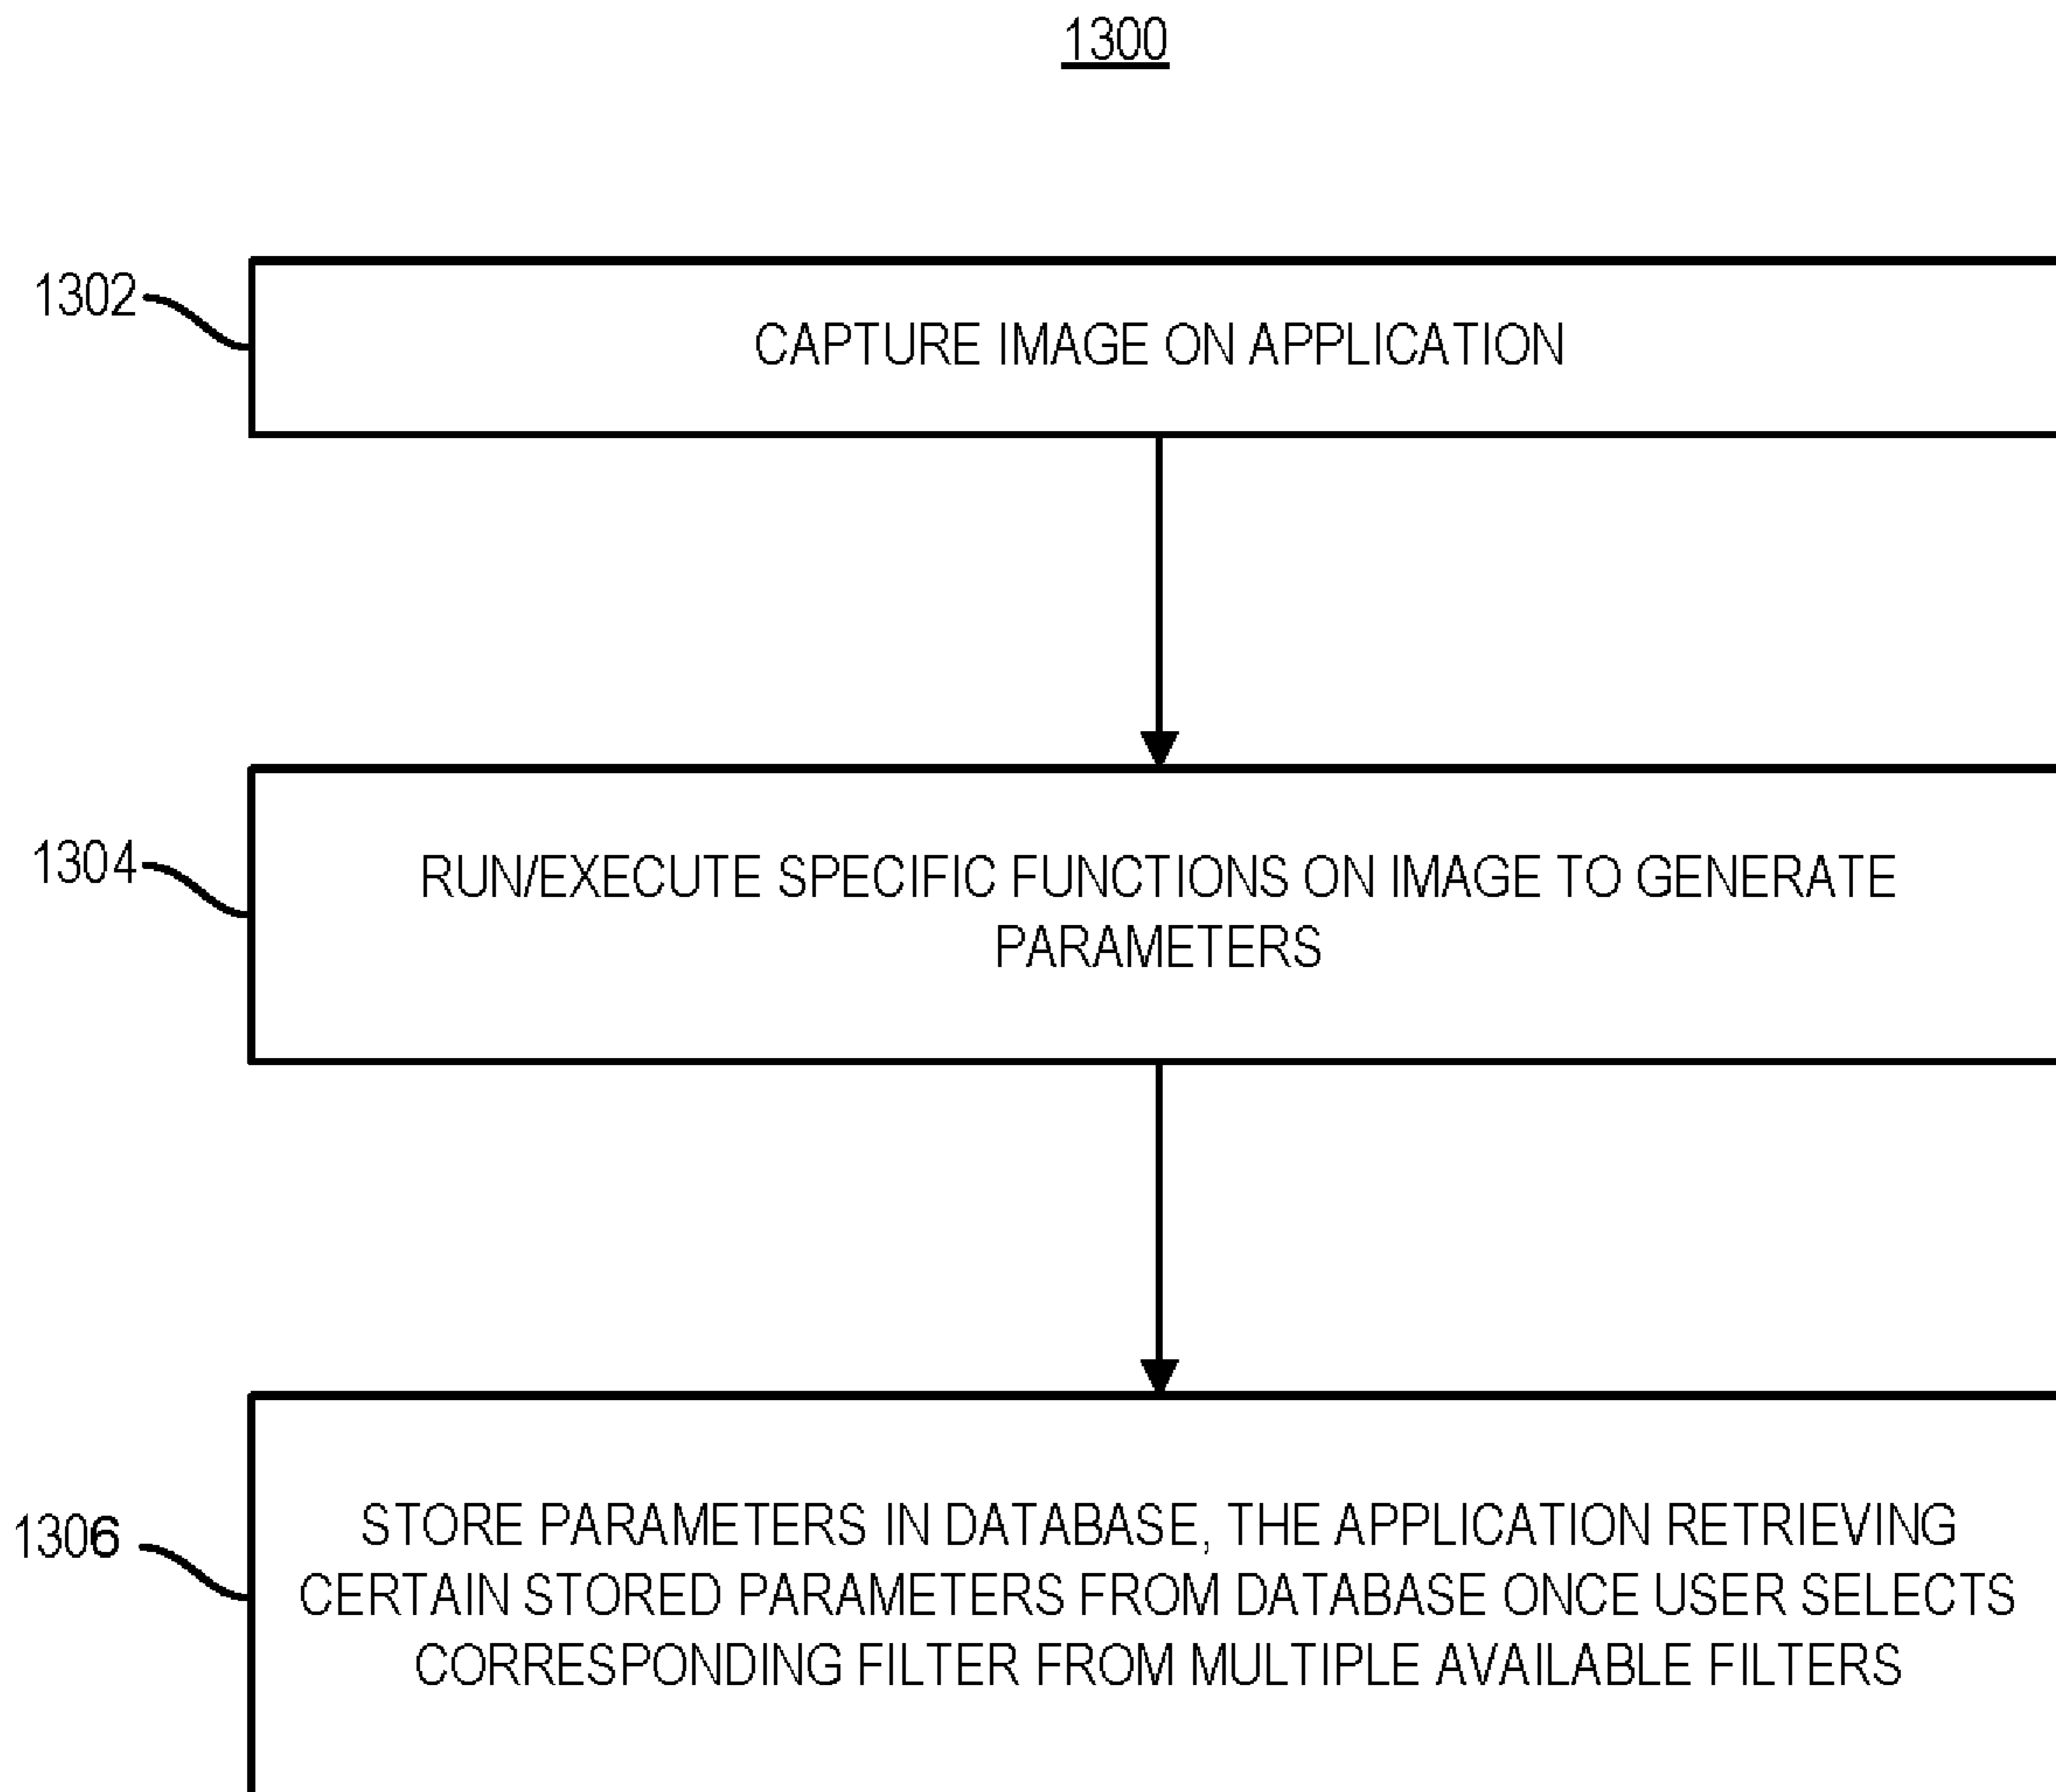 1300
1302
CAPTURE IMAGE ON APPLICATION
1304
RUN/EXECUTE SPECIFIC FUNCTIONS ON IMAGE TO GENERATE
PARAMETERS
1306
STORE PARAMETERS IN DATABASE, THE APPLICATION RETRIEVING
CERTAIN STORED PARAMETERS FROM DATABASE ONCE USER SELECTS
CORRESPONDING FILTER FROM MULTIPLE AVAILABLE FILTERS